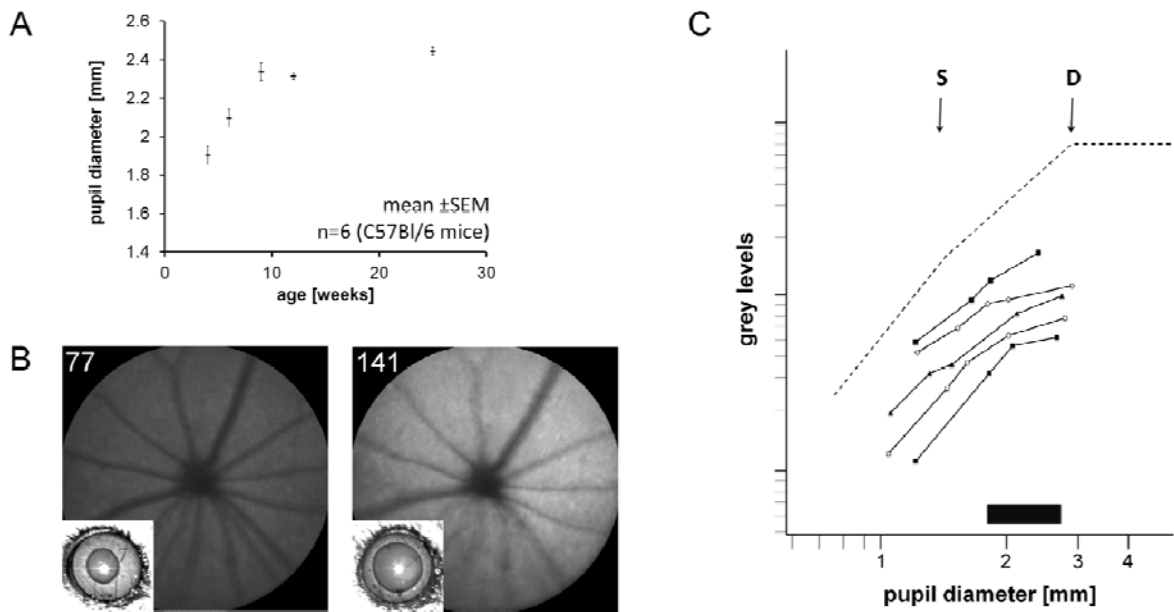 A
pupil diameter [mm]
2.6
2.4
2.2
2
1.8
1.6
1.4
0
10
20
30
age [weeks]
mean ±SEM
n=6 (C57Bl/6 mice)
B
77
141
C
S
D
grey levels
1
2
3
4
pupil diameter [mm]